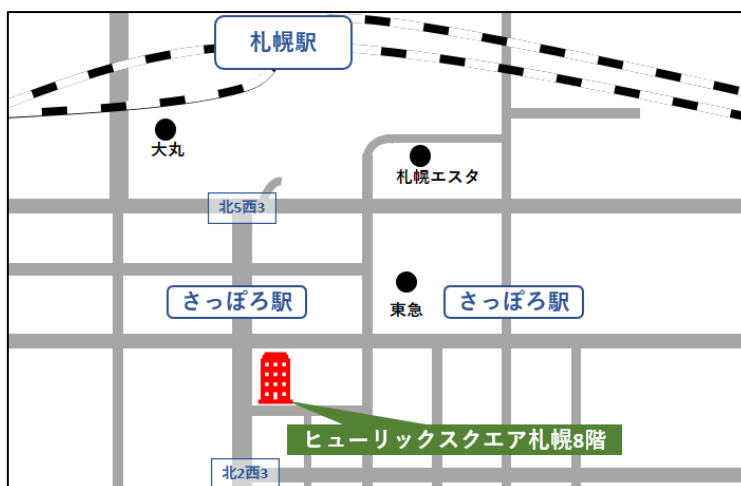 札幌駅
大丸
札幌エスタ
北5西3
さっぽろ駅
さっぽろ駅
東急
ヒューリックスクエア札幌8階
北2西3